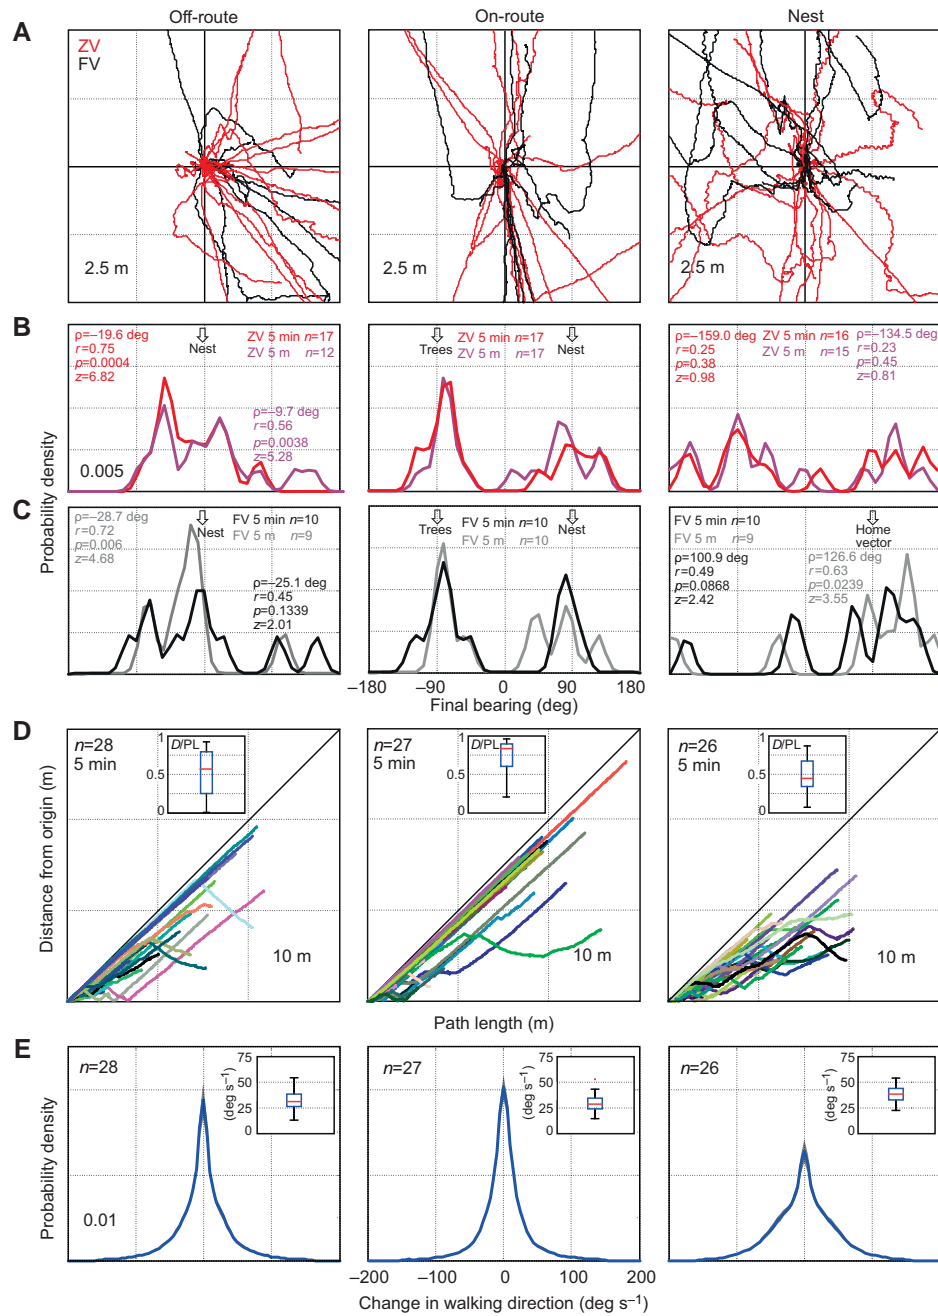 Off-route
On-route
Nest
A
ZV
FV
2.5 m
2.5 m
2.5 m
B
ρ=–19.6 deg
r=0.75
p=0.0004
z=6.82
Nest
ZV 5 min n=17
ZV 5 m n=12
ρ=–9.7 deg
r=0.56
p=0.0038
z=5.28
0.005
Trees
ZV 5 min n=17
ZV 5 m n=17
Nest
ρ=–159.0 deg
r=0.25
p=0.38
z=0.98
ZV 5 min n=16
ZV 5 m n=15
ρ=–134.5 deg
r=0.23
p=0.45
z=0.81
Probability density
C
ρ=–28.7 deg
r=0.72
p=0.006
z=4.68
Nest
FV 5 min n=10
FV 5 m n=9
ρ=–25.1 deg
r=0.45
p=0.1339
z=2.01
Trees
FV 5 min n=10
FV 5 m n=10
Nest
FV 5 min n=10
FV 5 m n=9
Home
vector
ρ=100.9 deg
r=0.49
p=0.0868
z=2.42
ρ=126.6 deg
r=0.63
p=0.0239
z=3.55
–180 –90 0 90 180
Final bearing (deg)
D
n=28
5 min
D/PL
1
0.5
0
10 m
n=27
5 min
D/PL
1
0.5
0
10 m
n=26
5 min
D/PL
1
0.5
0
10 m
Distance from origin (m)
Path length (m)
E
n=28
(deg s–1)
75
50
25
0
0.01
n=27
(deg s–1)
75
50
25
0
n=26
(deg s–1)
75
50
25
0
Probability density
–200 –100 0 100 200
Change in walking direction (deg s–1)